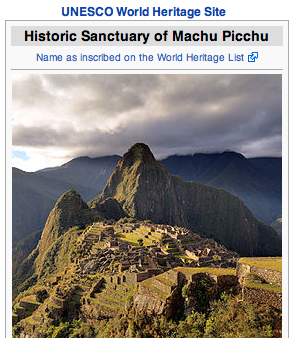 UNESCO World Heritage Site
Historic Sanctuary of Machu Picchu
Name as inscribed on the World Heritage List